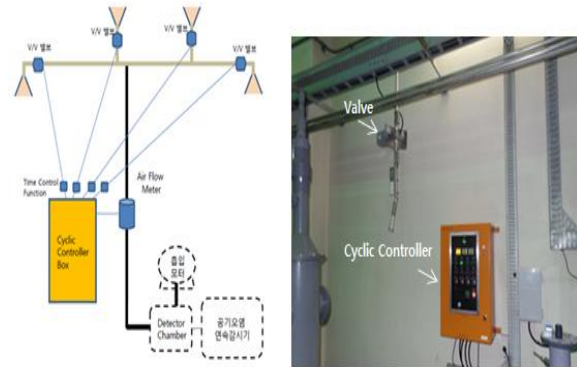 V/V 밸브
V/V 밸브
V/V 밸브
V/V 밸브
Time Control
Function
Air Flow
Meter
Cyclic
Controller
Box
흡입
모터
Detector
Chamber
공기오염
연속감시기
Valve
Cyclic Controller